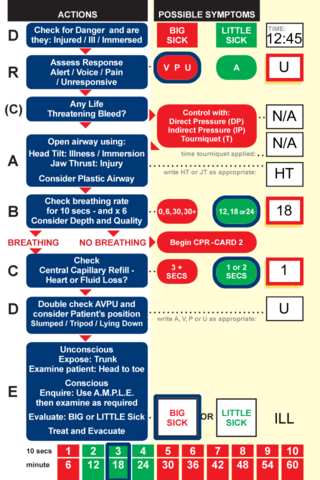 ACTIONS POSSIBLE SYMPTOMS
D Check for Danger and are BIG LITTLE TIME:
they: Injured / Ill / Immersed SICK SICK 12:45
R Assess Response
Alert / Voice / Pain V P U A U
/ Unresponsive
(C) Any Life
Threatening Bleed? Control with: N/A
Direct Pressure (DP)
Indirect Pressure (IP)
Tourniquet (T)
time tourniquet applied: N/A
A Open airway using:
Head Tilt: Illness / Immersion
Jaw Thrust: Injury
write HT or JT as appropriate: HT
Consider Plastic Airway
B Check breathing rate
for 10 secs - and x 6 0,6,30,30+ 12,18 or 24 18
Consider Depth and Quality
BREATHING NO BREATHING Begin CPR -CARD 2
C Check 3 + 1 or 2 1
Central Capillary Refill - SECS SECS
Heart or Fluid Loss?
D Double check AVPU and U
consider Patient's position
Slumped / Tripod / Lying Down write A, V, P or U as appropriate:
E Unconscious
Expose: Trunk
Examine patient: Head to toe
Conscious
Enquire: Use A.M.P.L.E.
then examine as required
Evaluate: BIG or LITTLE Sick BIG SICK OR LITTLE SICK ILL
Treat and Evacuate
10 secs 1 2 3 4 5 6 7 8 9 10
minute 6 12 18 24 30 36 42 48 54 60